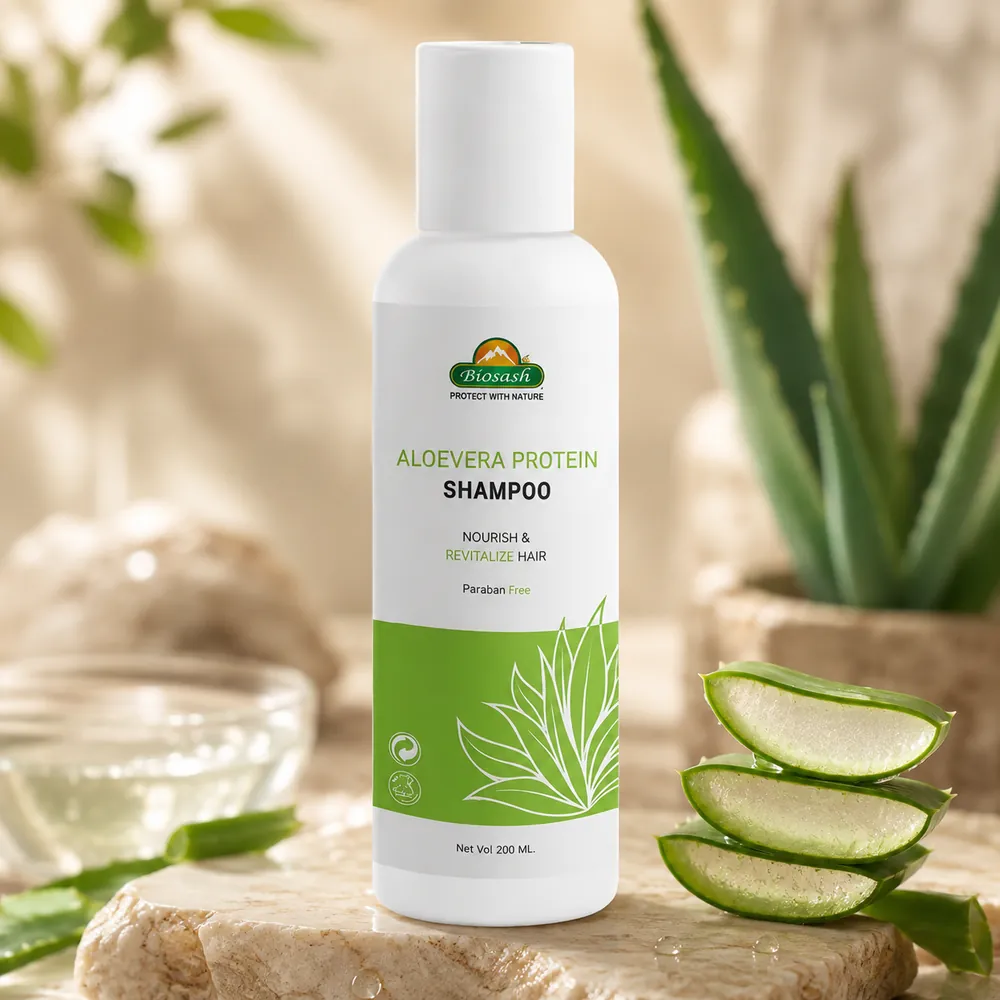 Biosash
PROTECT WITH NATURE
ALOEVERA PROTEIN
SHAMPOO
NOURISH &
REVITALIZE HAIR
Paraban Free
Net Vol 200 ML.